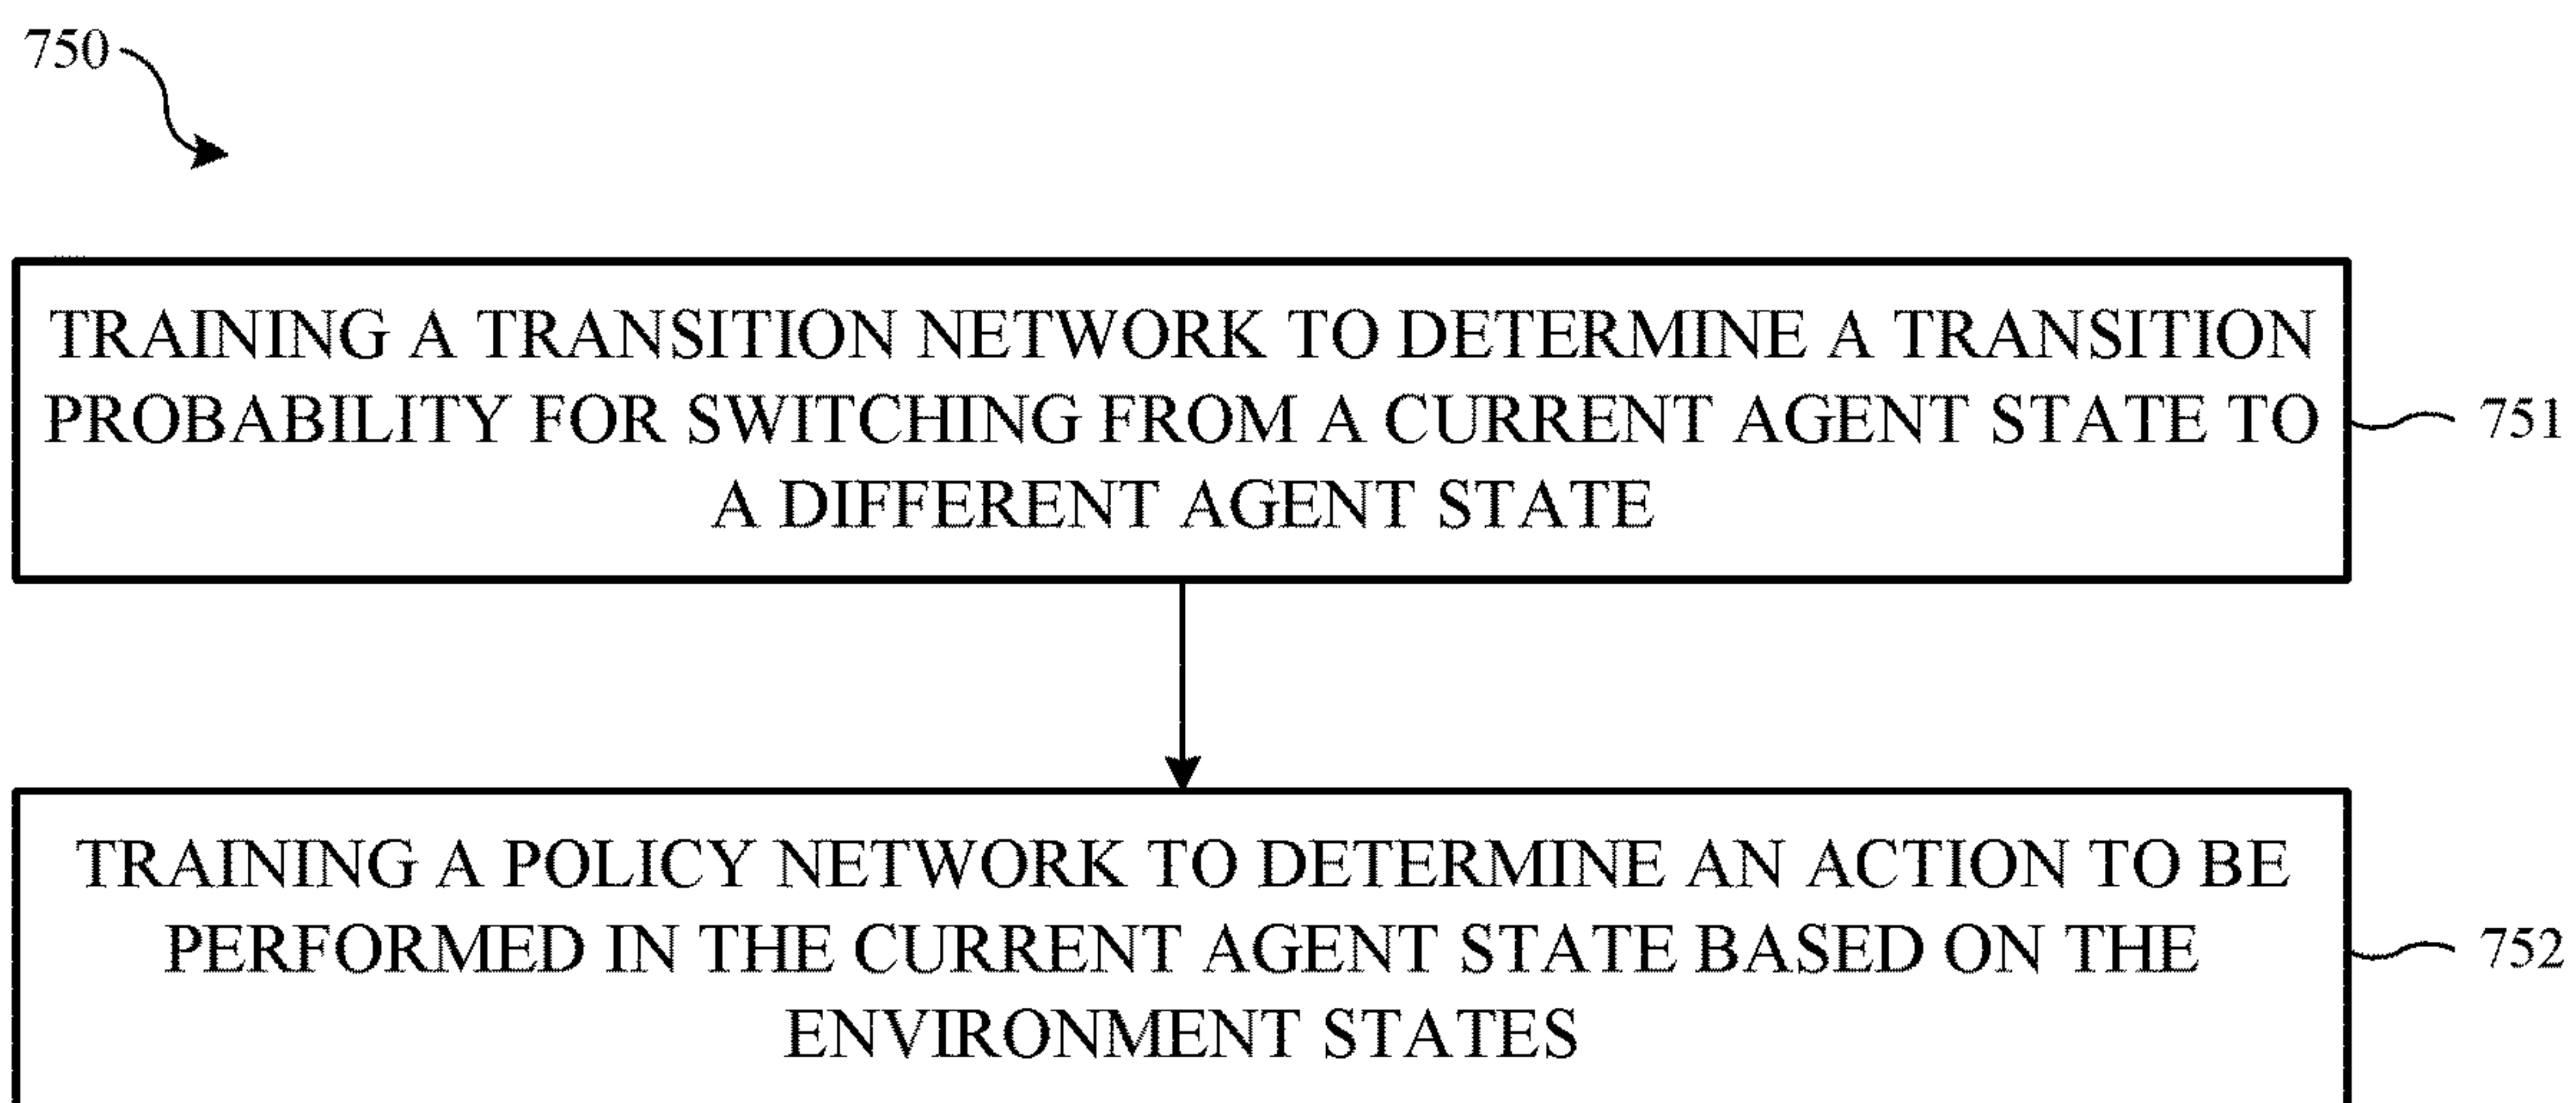 750
TRAINING A TRANSITION NETWORK TO DETERMINE A TRANSITION
PROBABILITY FOR SWITCHING FROM A CURRENT AGENT STATE TO
A DIFFERENT AGENT STATE
751
TRAINING A POLICY NETWORK TO DETERMINE AN ACTION TO BE
PERFORMED IN THE CURRENT AGENT STATE BASED ON THE
ENVIRONMENT STATES
752